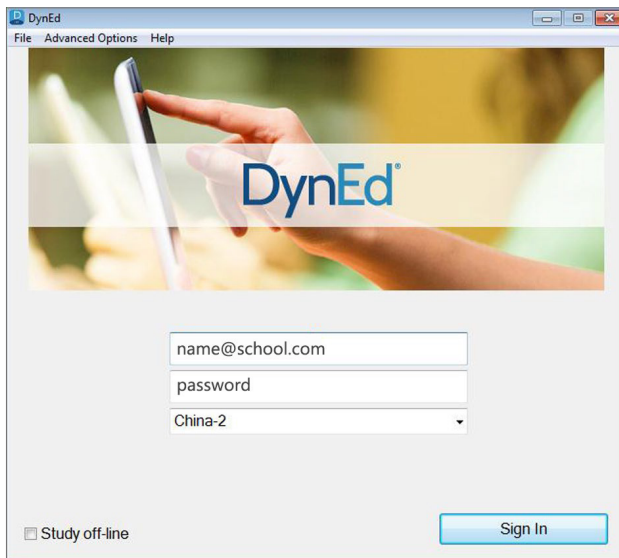 DynEd
File Advanced Options Help
DynEd®
name@school.com
password
China-2
Study off-line
Sign In